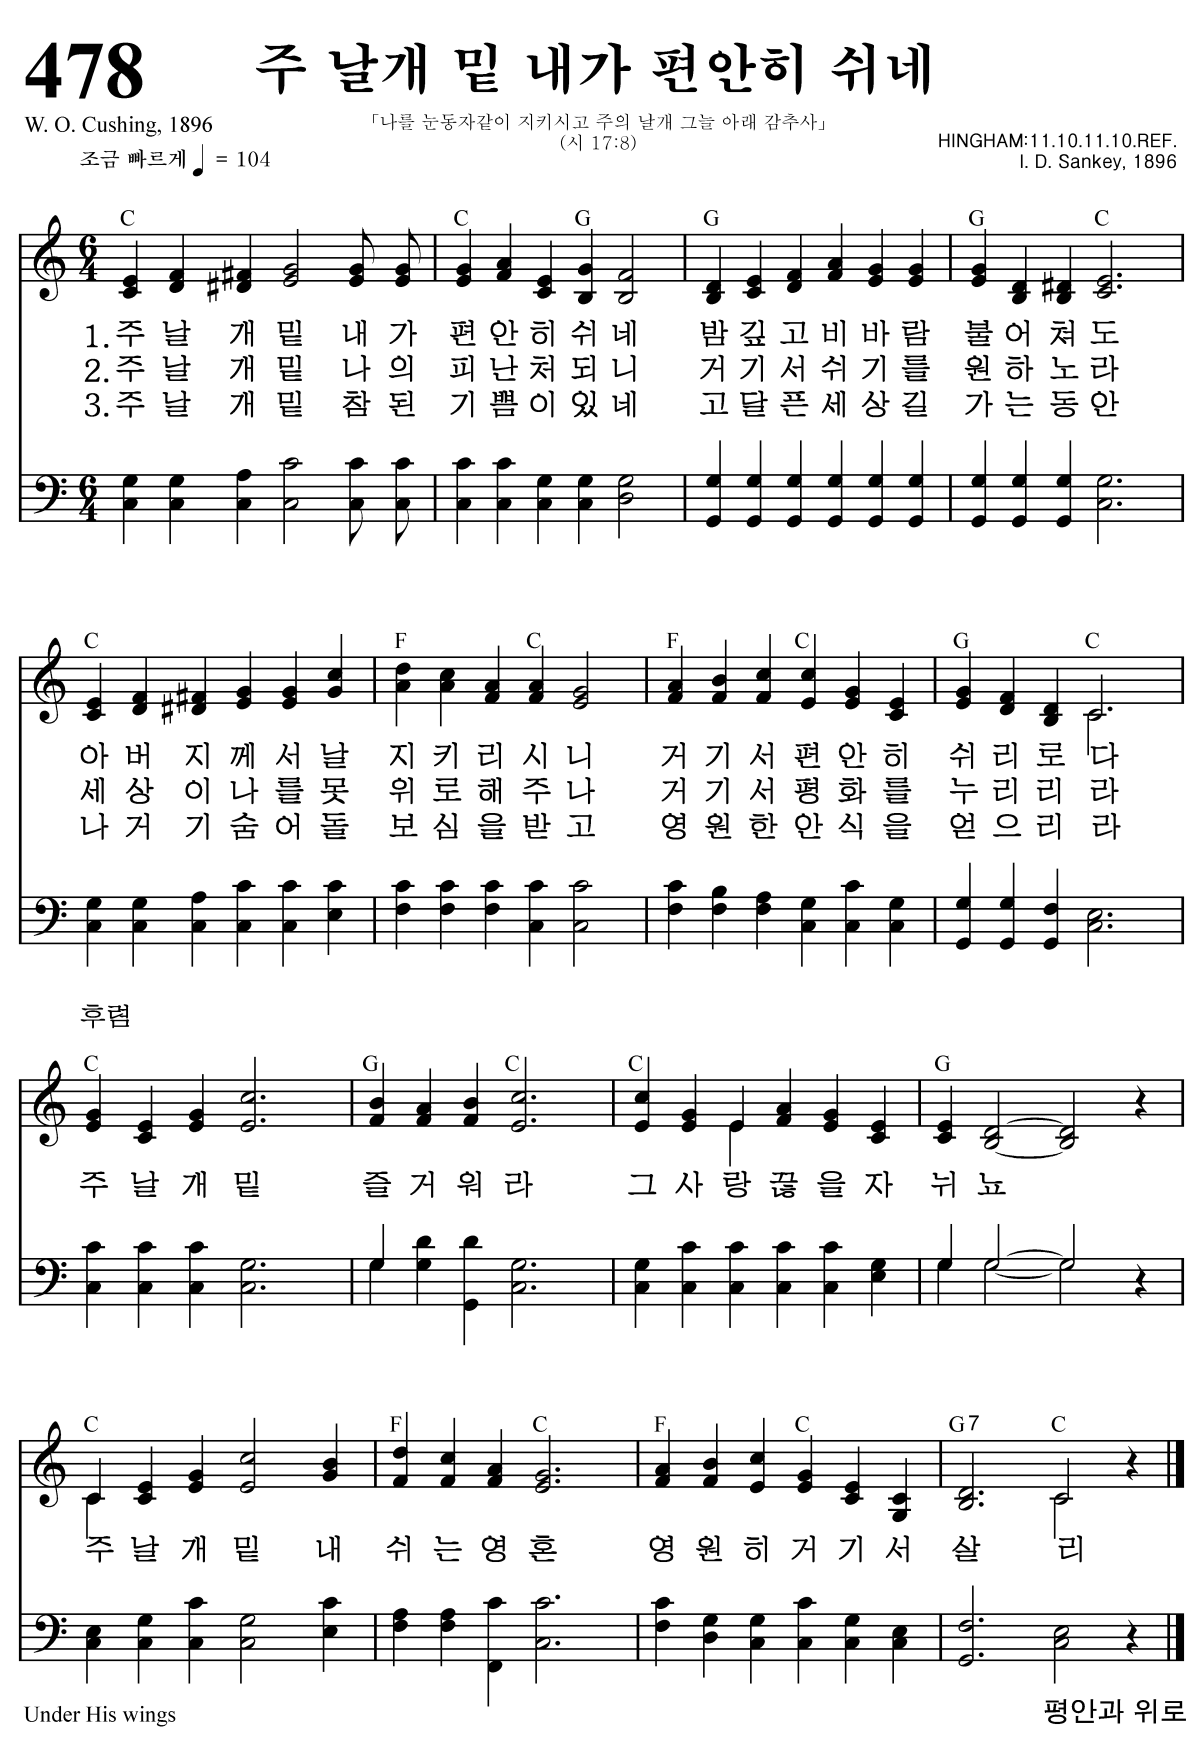 478
주 날개 밑 내가 편안히 쉬네
W. O. Cushing, 1896
「나를 눈동자같이 지키시고 주의 날개 그늘 아래 감추사」
(시 17:8)
HINGHAM:11.10.11.10.REF.
I. D. Sankey, 1896
조금 빠르게 ♩ = 104
C C G G G C
6 4
1.주 날 개 밑 내 가 편 안 히 쉬 네 밤 깊 고 비 바 람 불 어 쳐 도
2.주 날 개 밑 나 의 피 난 처 되 니 거 기 서 쉬 기 를 원 하 노 라
3.주 날 개 밑 참 된 기 쁨 이 있 네 고 달 픈 세 상 길 가 는 동 안
6 4
C F C F C G C
아 버 지 께 서 날 지 키 리 시 니 거 기 서 편 안 히 쉬 리 로 다
세 상 이 나 를 못 위 로 해 주 나 거 기 서 평 화 를 누 리 리 라
나 거 기 숨 어 돌 보 심 을 받 고 영 원 한 안 식 을 얻 으 리 라
후렴
C G C C G
주 날 개 밑 즐 거 워 라 그 사 랑 끊 을 자 뉘 뇨
C F C F C G7 C
주 날 개 밑 내 쉬 는 영 혼 영 원 히 거 기 서 살 리
Under His wings
평안과 위로